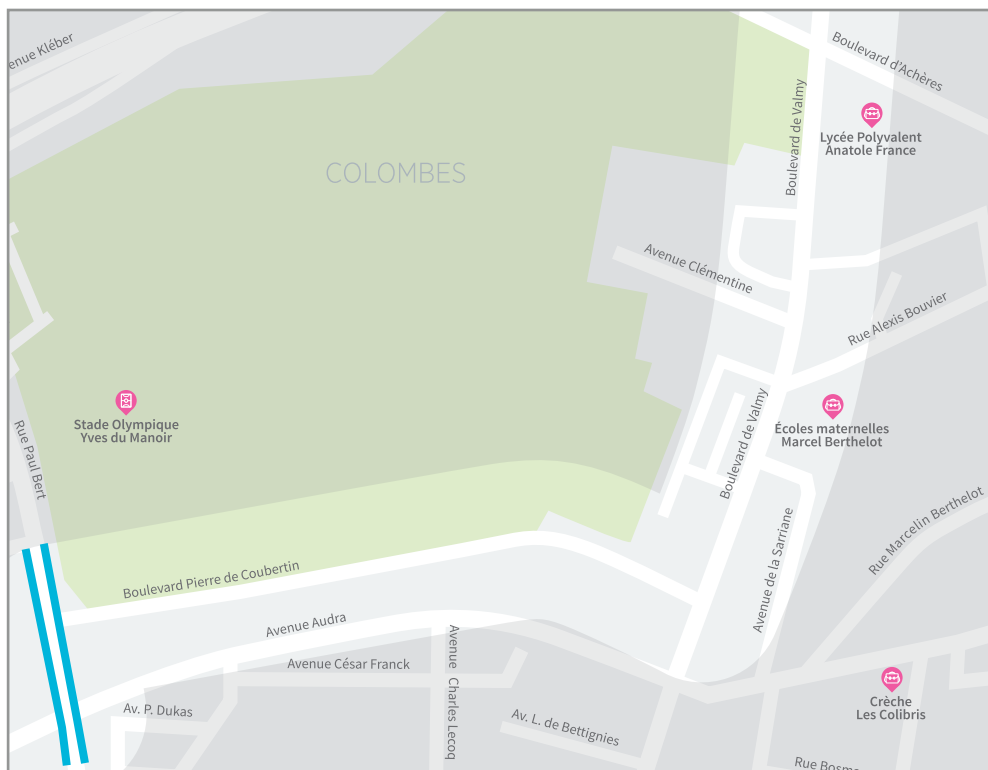 enue Kléber
Boulevard d'Achères
Boulevard de Valmy
Lycée Polyvalent
Anatole France
COLOMBES
Avenue Clémentine
Rue Alexis Bouvier
Stade Olympique
Yves du Manoir
Rue Paul Bert
Boulevard de Valmy
Écoles maternelles
Marcel Berthelot
Rue Marcelin Berthelot
Avenue de la Sarriane
Boulevard Pierre de Coubertin
Avenue Audra
Avenue César Franck
Avenue Charles Lecoq
Av. P. Dukas
Av. L. de Bettignies
Crèche
Les Colibris
Rue Bosm